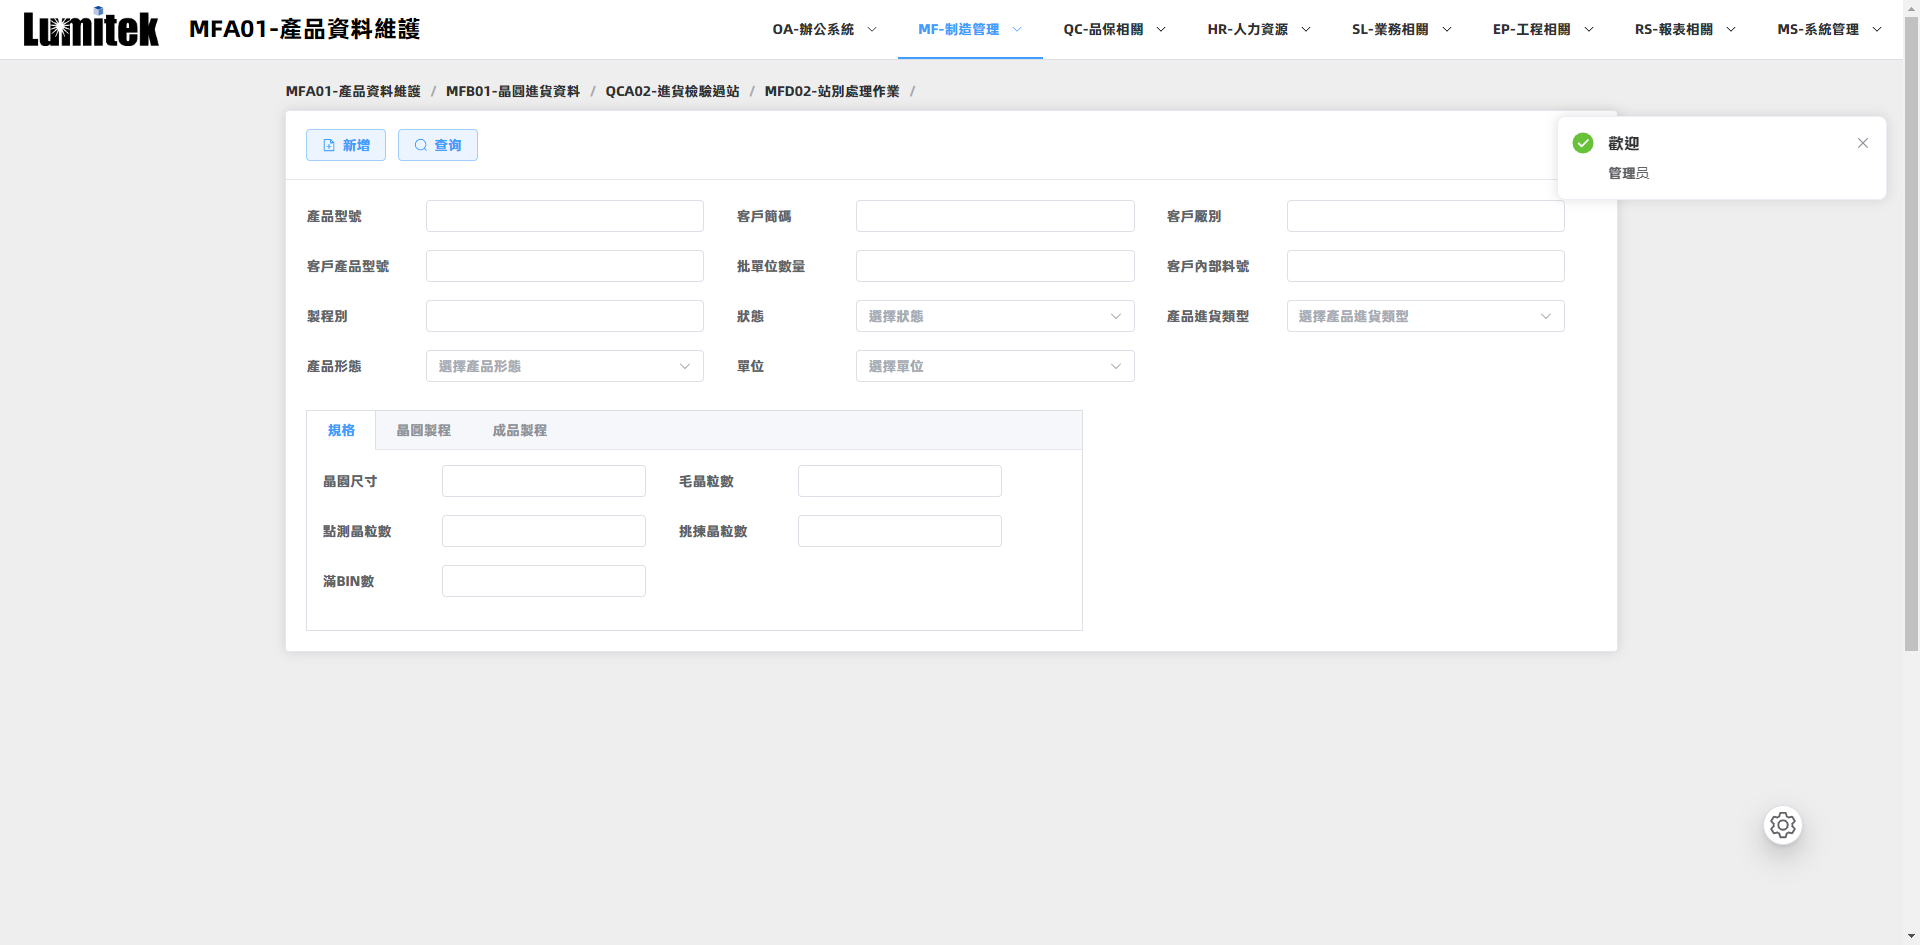 Lumitek MFA01-產品資料維護 OA-辦公系統 MF-制造管理 QC-品保相關 HR-人力資源 SL-業務相關 EP-工程相關 RS-報表相關 MS-系統管理
MFA01-產品資料維護 / MFB01-晶圓進貨資料 / QCA02-進貨檢驗過站 / MFD02-站別處理作業 /
新增 查询
歡迎
管理员
產品型號 客戶簡碼 客戶厰別
客戶產品型號 批單位數量 客戶內部料號
製程別 狀態 選擇狀態 產品進貨類型 選擇產品進貨類型
產品形態 選擇產品形態 單位 選擇單位
規格 晶圓製程 成品製程
晶圓尺寸 毛晶粒數
點測晶粒數 挑揀晶粒數
滿BIN數